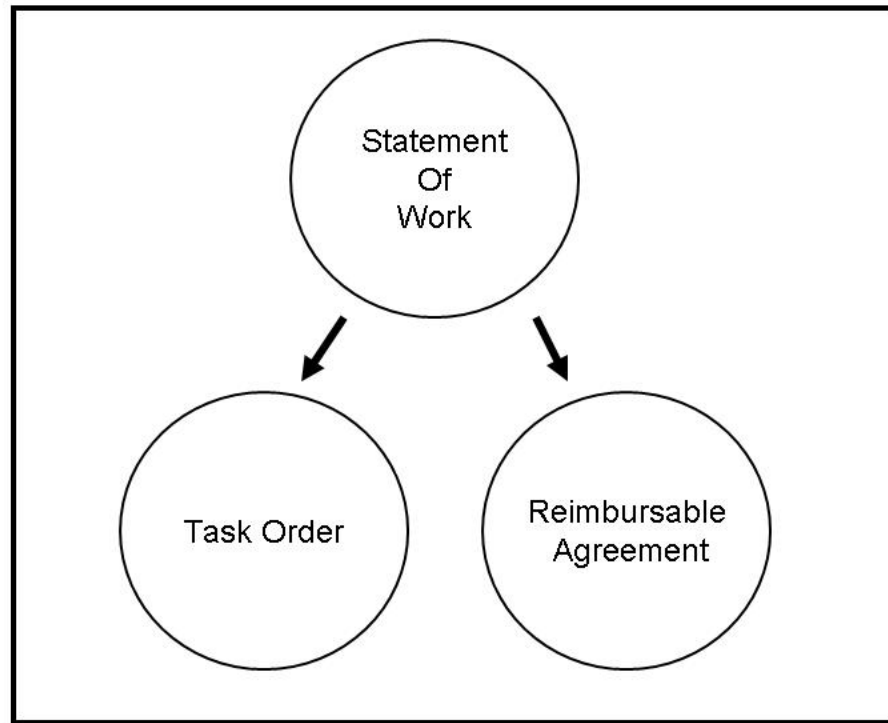 Statement
Of
Work
Task Order
Reimbursable
Agreement